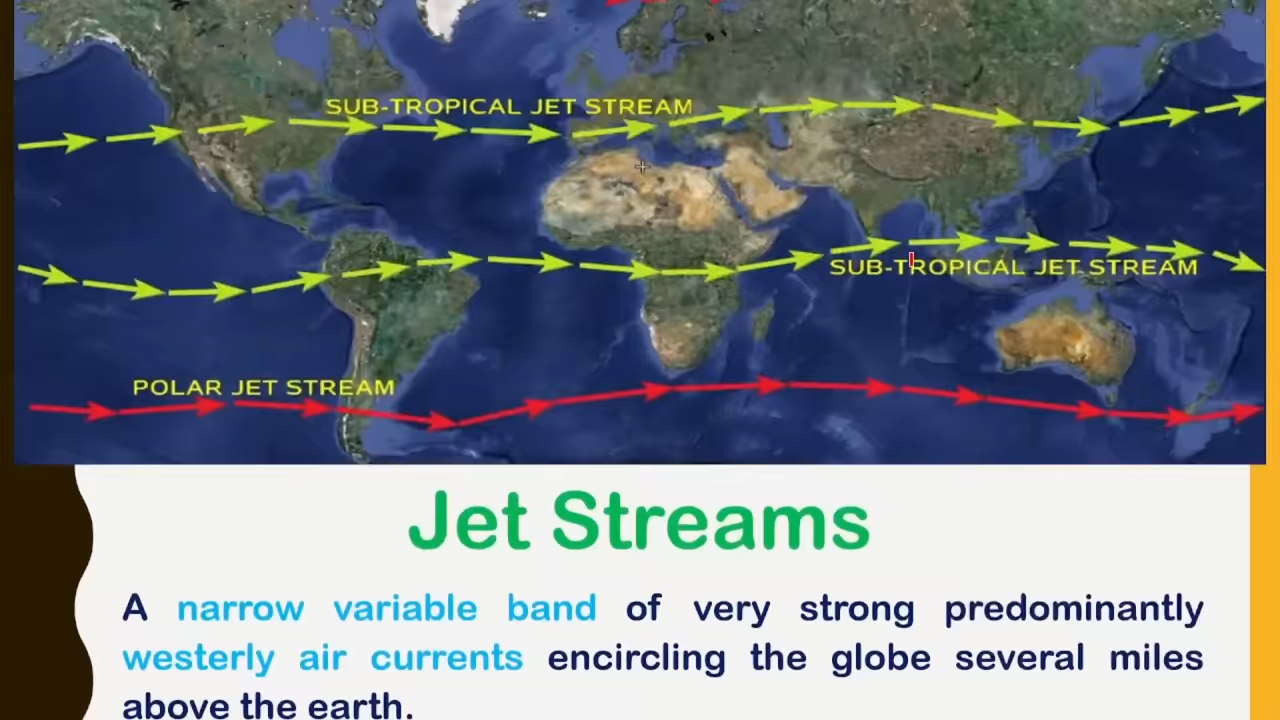 SUB-TROPICAL JET STREAM
SUB-TROPICAL JET STREAM
POLAR JET STREAM
Jet Streams
A narrow variable band of very strong predominantly
westerly air currents encircling the globe several miles
above the earth.